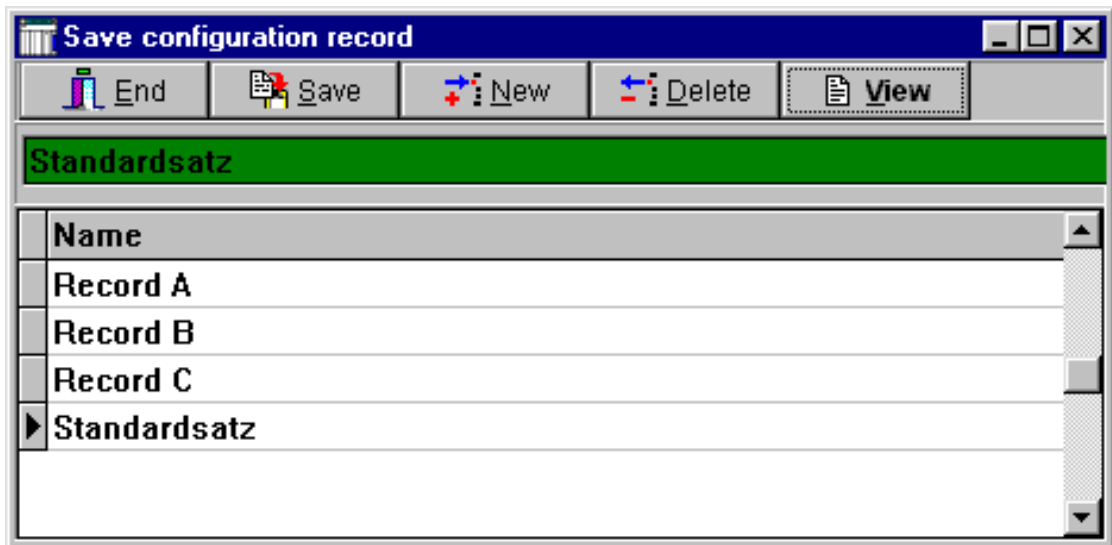 Save configuration record
End Save New Delete View
Standardsatz
Name
Record A
Record B
Record C
Standardsatz